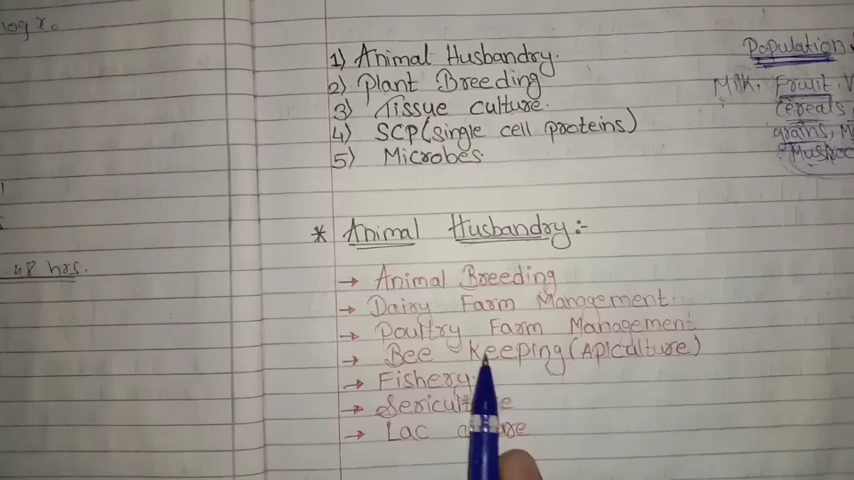 log x₀
48 hrs.
1) Animal Husbandry.
2) Plant Breeding
3) Tissue culture.
4) SCP(single cell proteins)
5) Microbes.
Population
Milk, Fruit,
Cereals,
grains,
* Animal Husbandry:-
→ Animal Breeding
→ Dairy Farm Management.
→ Poultry Farm Management
→ Bee Keeping(Apiculture)
→ Fishery
→
→ Lac